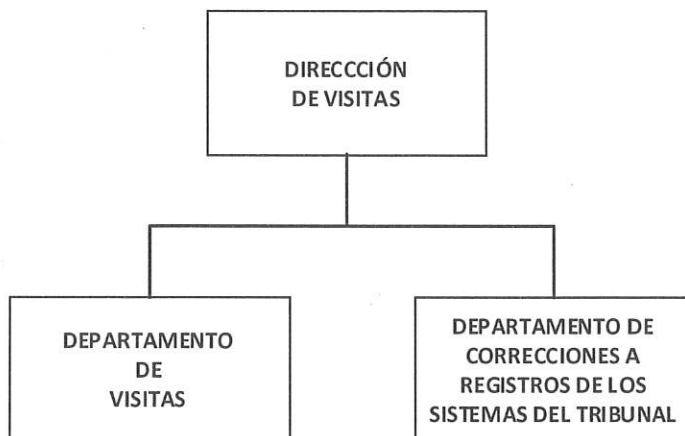 DIRECCCIÓN
DE VISITAS
DEPARTAMENTO
DE
VISITAS
DEPARTAMENTO DE
CORRECCIONES A
REGISTROS DE LOS
SISTEMAS DEL TRIBUNAL